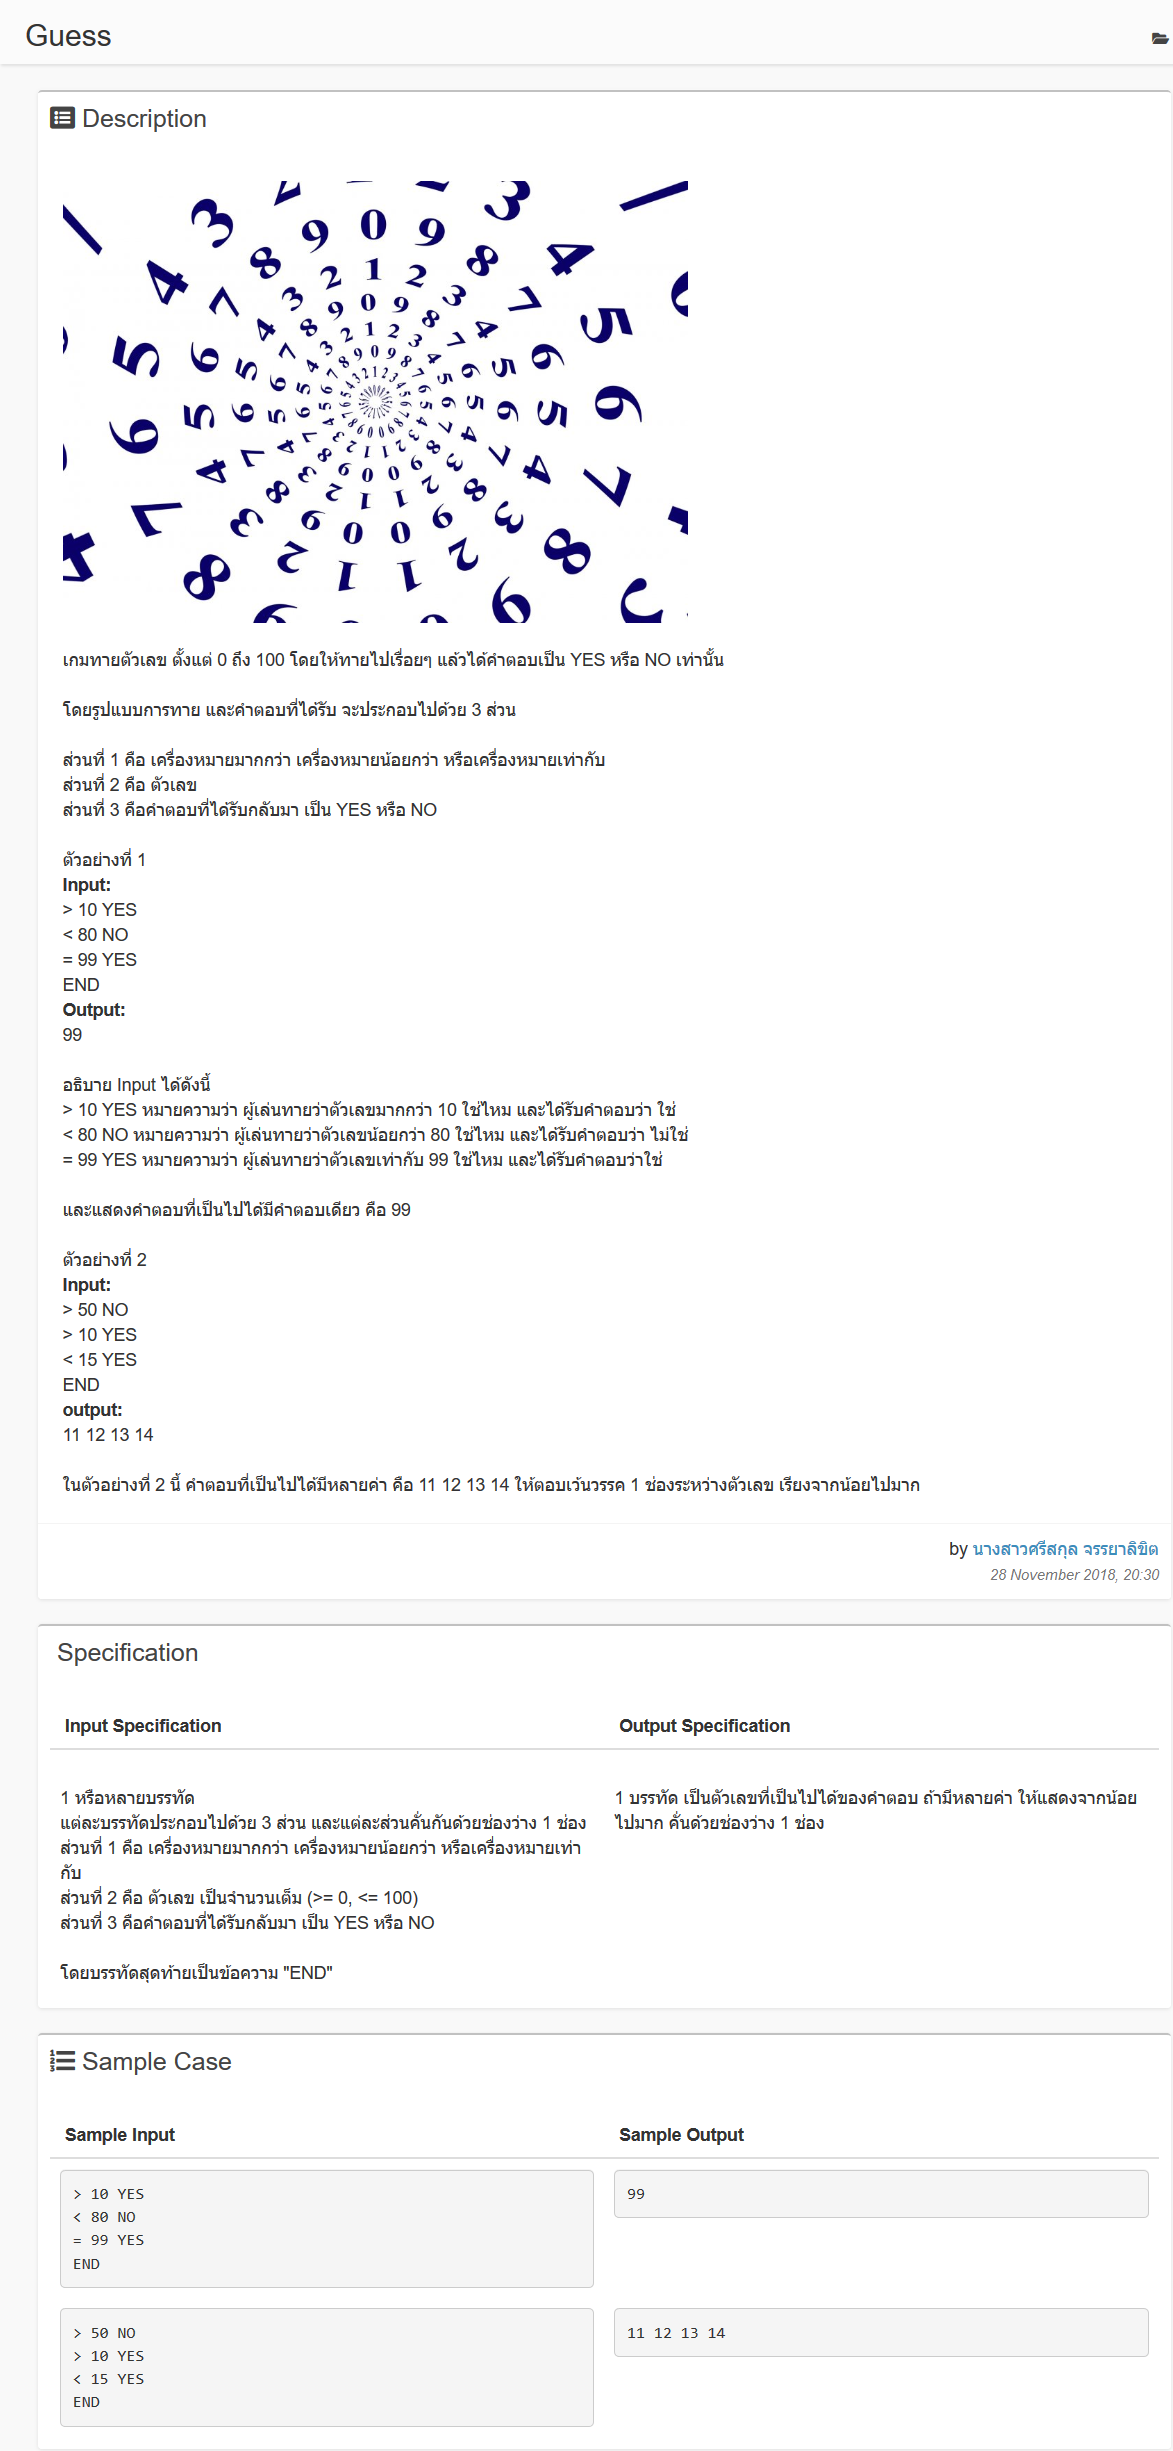 Guess
Description
เกมทายตัวเลข ตั้งแต่ 0 ถึง 100 โดยให้ทายไปเรื่อยๆ แล้วได้คำตอบเป็น YES หรือ NO เท่านั้น
โดยรูปแบบการทาย และคำตอบที่ได้รับ จะประกอบไปด้วย 3 ส่วน
ส่วนที่ 1 คือ เครื่องหมายมากกว่า เครื่องหมายน้อยกว่า หรือเครื่องหมายเท่ากับ
ส่วนที่ 2 คือ ตัวเลข
ส่วนที่ 3 คือคำตอบที่ได้รับกลับมา เป็น YES หรือ NO
ตัวอย่างที่ 1
Input:
> 10 YES
< 80 NO
= 99 YES
END
Output:
99
อธิบาย Input ได้ดังนี้
> 10 YES หมายความว่า ผู้เล่นทายว่าตัวเลขมากกว่า 10 ใช่ไหม และได้รับคำตอบว่า ใช่
< 80 NO หมายความว่า ผู้เล่นทายว่าตัวเลขน้อยกว่า 80 ใช่ไหม และได้รับคำตอบว่า ไม่ใช่
= 99 YES หมายความว่า ผู้เล่นทายว่าตัวเลขเท่ากับ 99 ใช่ไหม และได้รับคำตอบว่าใช่
และแสดงคำตอบที่เป็นไปได้มีคำตอบเดียว คือ 99
ตัวอย่างที่ 2
Input:
> 50 NO
> 10 YES
< 15 YES
END
output:
11 12 13 14
ในตัวอย่างที่ 2 นี้ คำตอบที่เป็นไปได้มีหลายค่า คือ 11 12 13 14 ให้ตอบเว้นวรรค 1 ช่องระหว่างตัวเลข เรียงจากน้อยไปมาก
by นางสาวศรีสกุล จรรยาลิขิต
28 November 2018, 20:30
Specification
Input Specification
Output Specification
1 หรือหลายบรรทัด
แต่ละบรรทัดประกอบไปด้วย 3 ส่วน และแต่ละส่วนคั่นกันด้วยช่องว่าง 1 ช่อง
ส่วนที่ 1 คือ เครื่องหมายมากกว่า เครื่องหมายน้อยกว่า หรือเครื่องหมายเท่า
กับ
ส่วนที่ 2 คือ ตัวเลข เป็นจำนวนเต็ม (>= 0, <= 100)
ส่วนที่ 3 คือคำตอบที่ได้รับกลับมา เป็น YES หรือ NO
โดยบรรทัดสุดท้ายเป็นข้อความ "END"
1 บรรทัด เป็นตัวเลขที่เป็นไปได้ของคำตอบ ถ้ามีหลายค่า ให้แสดงจากน้อย
ไปมาก คั่นด้วยช่องว่าง 1 ช่อง
Sample Case
Sample Input
Sample Output
> 10 YES
< 80 NO
= 99 YES
END
99
> 50 NO
> 10 YES
< 15 YES
END
11 12 13 14